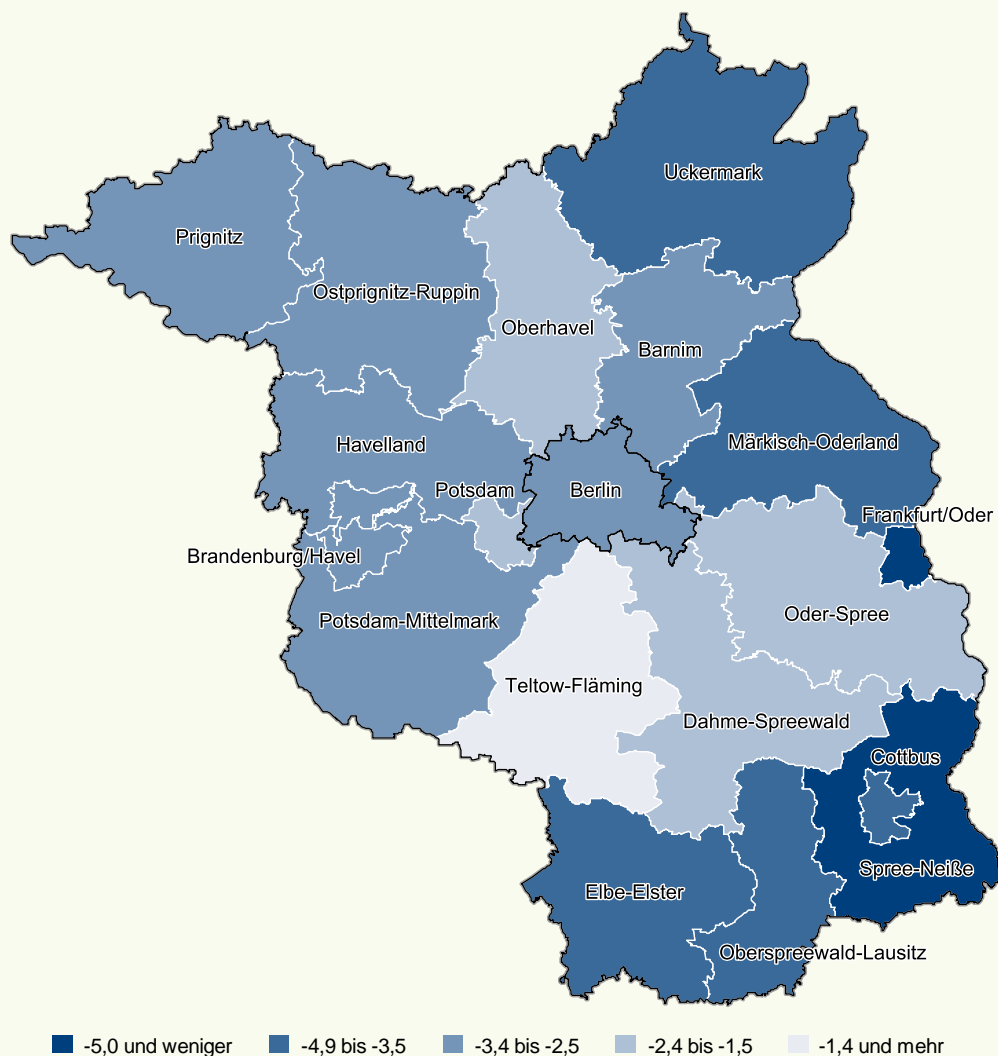 Uckermark
Prignitz
Ostprignitz-Ruppin
Oberhavel
Barnim
Märkisch-Oderland
Havelland
Potsdam
Berlin
Frankfurt/Oder
Brandenburg/Havel
Oder-Spree
Potsdam-Mittelmark
Teltow-Fläming
Dahme-Spreewald
Cottbus
Spree-Neiße
Elbe-Elster
Oberspreewald-Lausitz
-5,0 und weniger -4,9 bis -3,5 -3,4 bis -2,5 -2,4 bis -1,5 -1,4 und mehr